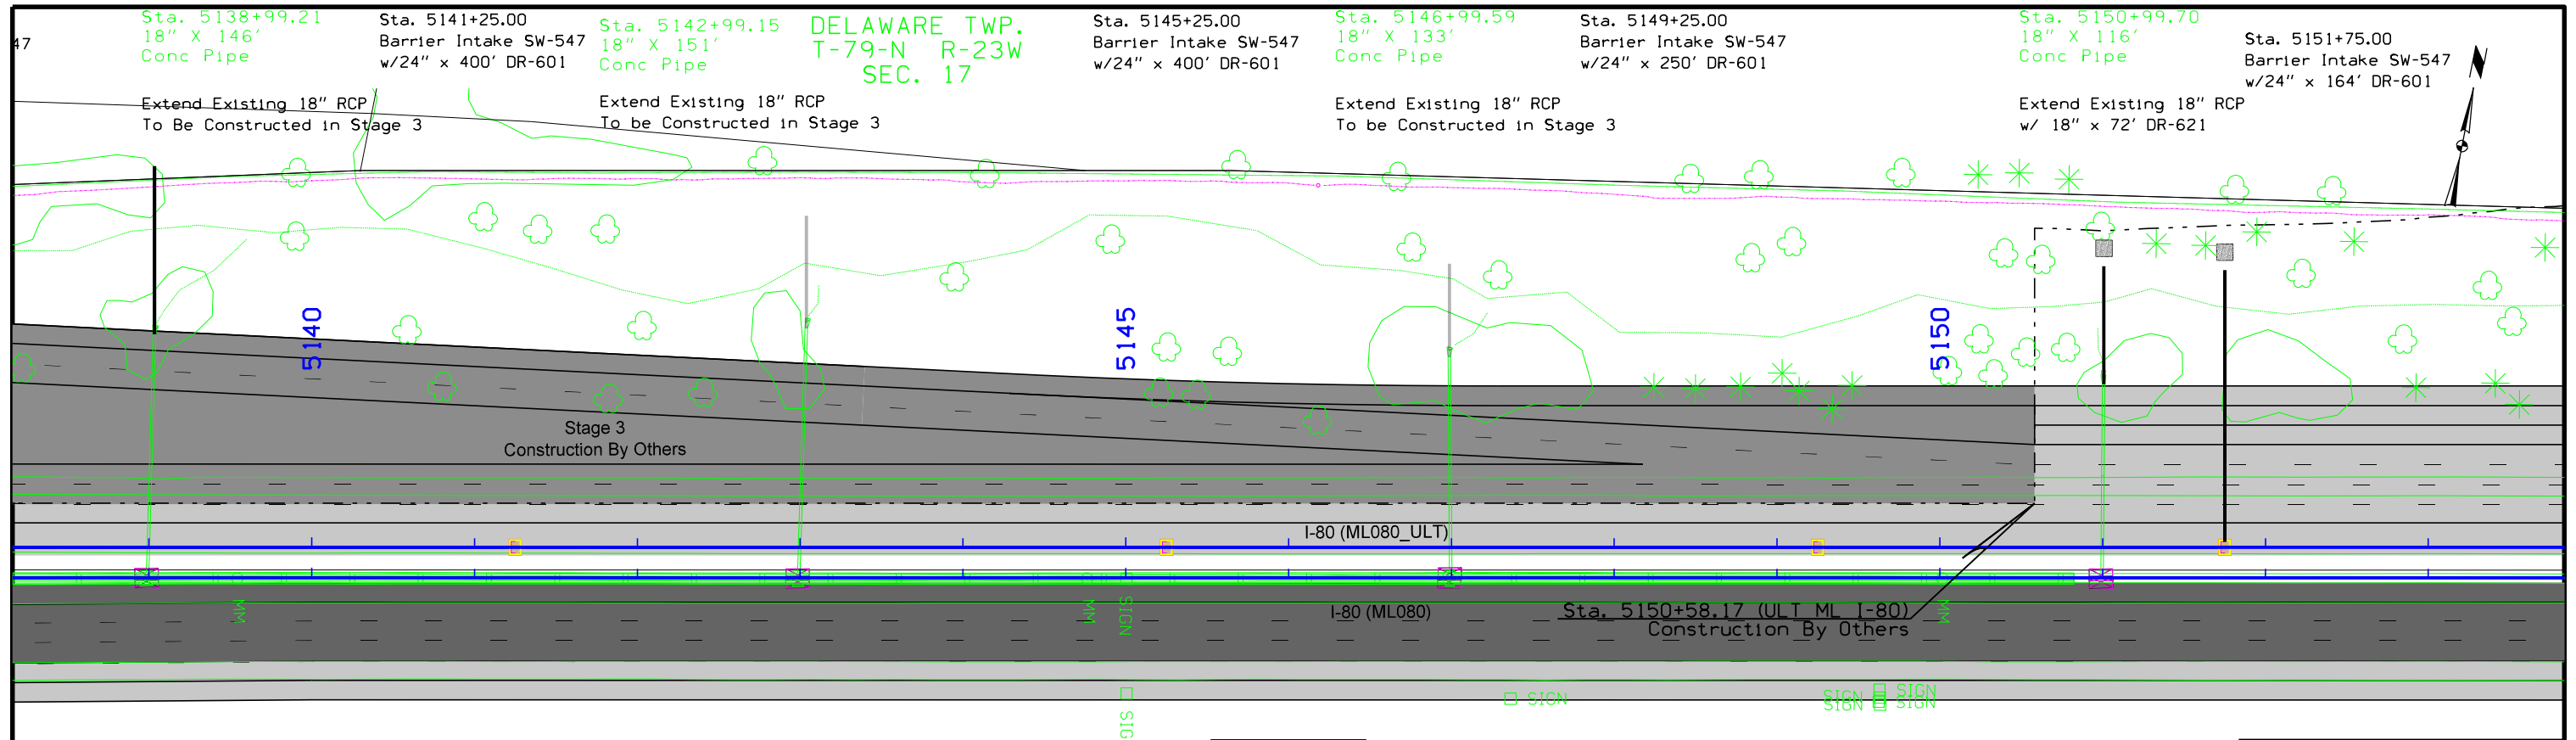 47
Sta. 5138+99.21
18" X 146'
Conc Pipe
Extend Existing 18" RCP
To Be Constructed in Stage 3
Sta. 5141+25.00
Barrier Intake SW-547
w/24" x 400' DR-601
Sta. 5142+99.15
18" X 151'
Conc Pipe
Extend Existing 18" RCP
To be Constructed in Stage 3
DELAWARE TWP.
T-79-N R-23W
SEC. 17
Sta. 5145+25.00
Barrier Intake SW-547
w/24" x 400' DR-601
Sta. 5146+99.59
18" X 133'
Conc Pipe
Extend Existing 18" RCP
To be Constructed in Stage 3
Sta. 5149+25.00
Barrier Intake SW-547
w/24" x 250' DR-601
Sta. 5150+99.70
18" X 116'
Conc Pipe
Extend Existing 18" RCP
w/ 18" x 72' DR-621
Sta. 5151+75.00
Barrier Intake SW-547
w/24" x 164' DR-601
5140
5145
5150
Stage 3
Construction By Others
I-80 (ML080_ULT)
I-80 (ML080)
Sta. 5150+58.17 (ULT ML I-80)
Construction By Others
MM
MM
SIGN
MM
SIG
SIGN
SIGN
SIGN
SIGN